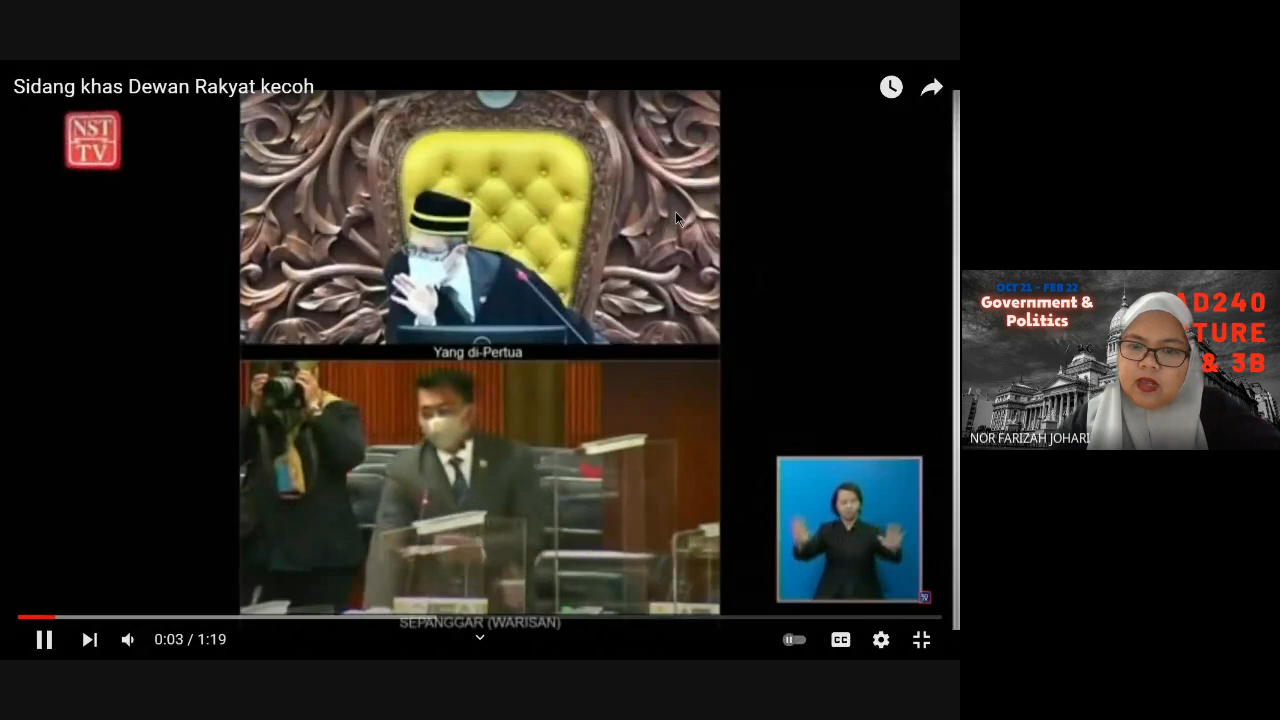 Sidang khas Dewan Rakyat kecoh
NST
TV
Yang di-Pertua
SEPANGGAR (WARISAN)
0:03 / 1:19
CC
OCT 21 - FEB 22
Government &
Politics
AD240
TURE
& 3B
NOR FARIZAH JOHARI